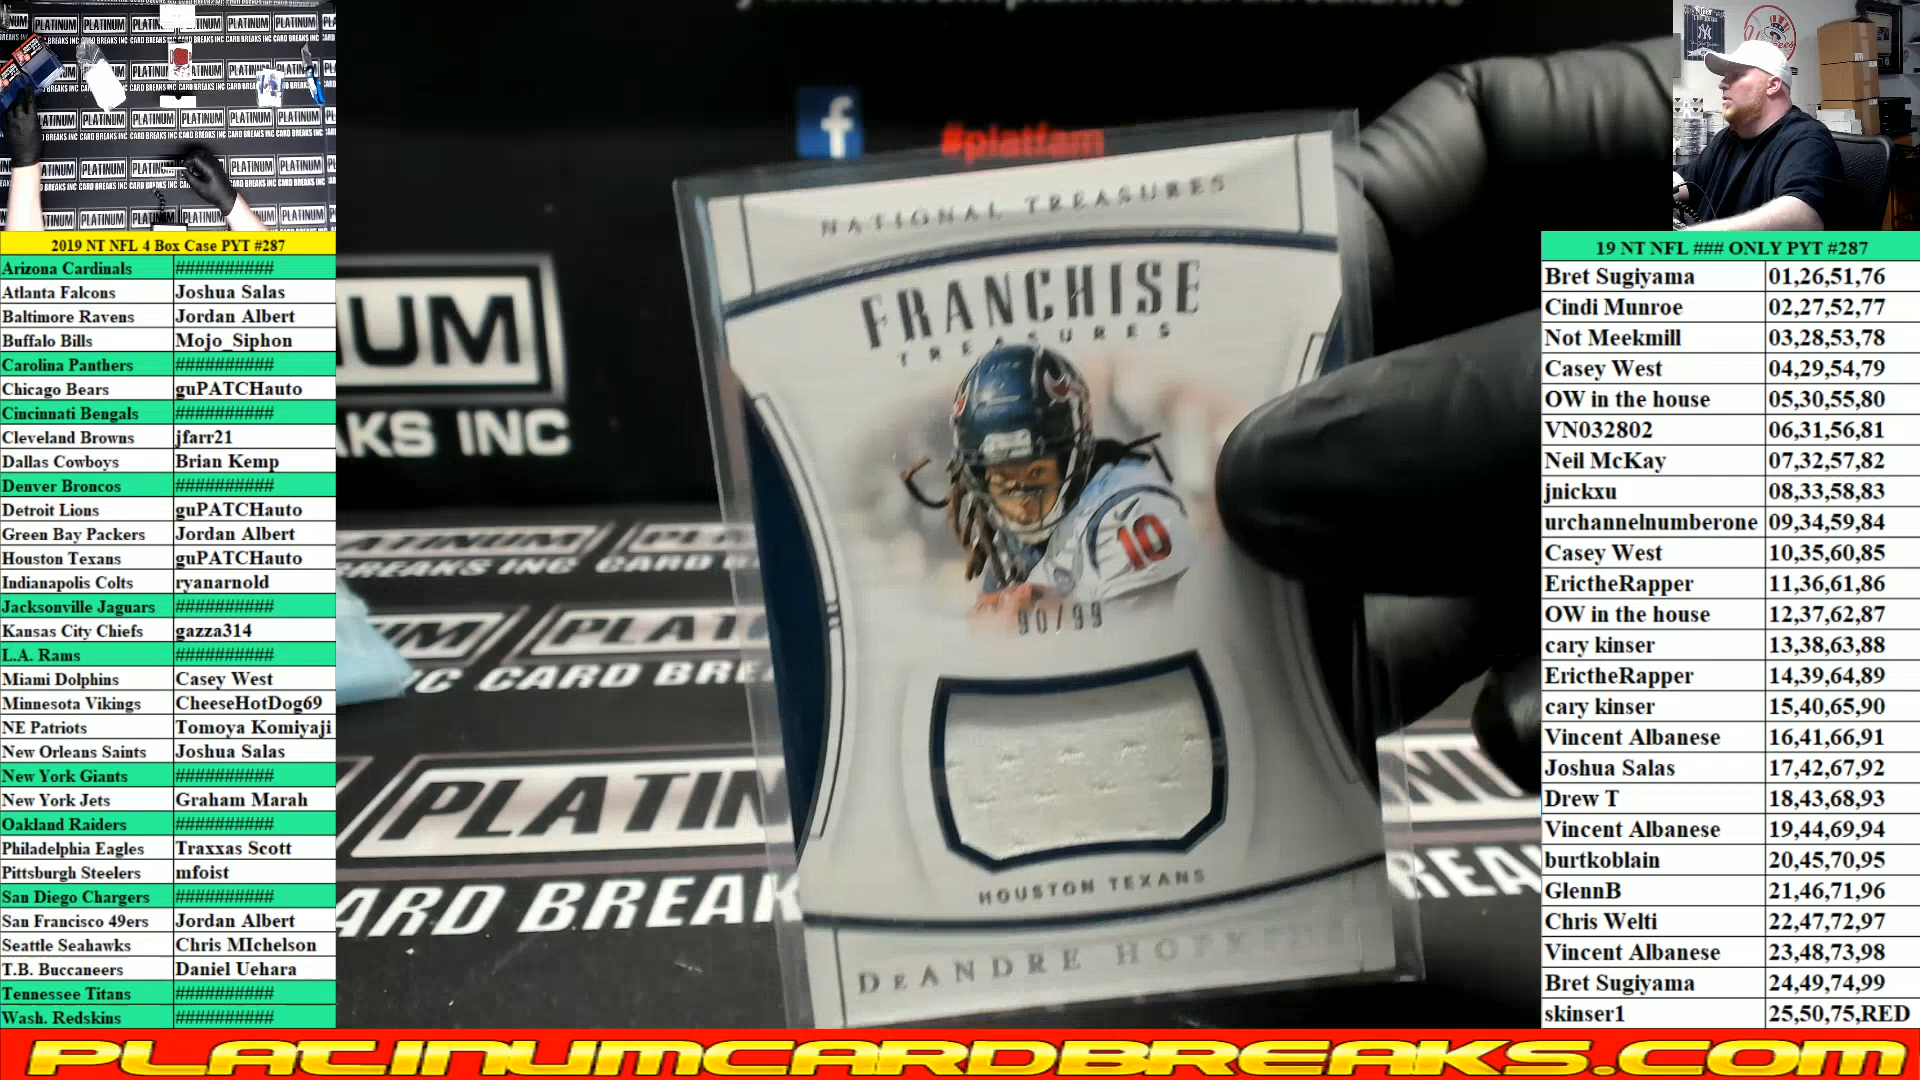 2019 NT NFL 4 Box Case PYT #287
Arizona Cardinals ##########
Atlanta Falcons Joshua Salas
Baltimore Ravens Jordan Albert
Buffalo Bills Mojo_Siphon
Carolina Panthers ##########
Chicago Bears guPATCHauto
Cincinnati Bengals ##########
Cleveland Browns jfarr21
Dallas Cowboys Brian Kemp
Denver Broncos ##########
Detroit Lions guPATCHauto
Green Bay Packers Jordan Albert
Houston Texans guPATCHauto
Indianapolis Colts ryanarnold
Jacksonville Jaguars ##########
Kansas City Chiefs gazza314
L.A. Rams ##########
Miami Dolphins Casey West
Minnesota Vikings CheeseHotDog69
NE Patriots Tomoya Komiyaji
New Orleans Saints Joshua Salas
New York Giants ##########
New York Jets Graham Marah
Oakland Raiders ##########
Philadelphia Eagles Traxxas Scott
Pittsburgh Steelers mfoist
San Diego Chargers ##########
San Francisco 49ers Jordan Albert
Seattle Seahawks Chris MIchelson
T.B. Buccaneers Daniel Uehara
Tennessee Titans ##########
Wash. Redskins ##########
#platfam
NATIONAL TREASURES
FRANCHISE
TREASURES
10
90/99
HOUSTON TEXANS
DEANDRE HOPK
UM
KS INC
PLATIN
ARD BREAK
19 NT NFL ### ONLY PYT #287
Bret Sugiyama 01,26,51,76
Cindi Munroe 02,27,52,77
Not Meekmill 03,28,53,78
Casey West 04,29,54,79
OW in the house 05,30,55,80
VN032802 06,31,56,81
Neil McKay 07,32,57,82
jnickxu 08,33,58,83
urchannelnumberone 09,34,59,84
Casey West 10,35,60,85
ErictheRapper 11,36,61,86
OW in the house 12,37,62,87
cary kinser 13,38,63,88
ErictheRapper 14,39,64,89
cary kinser 15,40,65,90
Vincent Albanese 16,41,66,91
Joshua Salas 17,42,67,92
Drew T 18,43,68,93
Vincent Albanese 19,44,69,94
burtkoblain 20,45,70,95
GlennB 21,46,71,96
Chris Welti 22,47,72,97
Vincent Albanese 23,48,73,98
Bret Sugiyama 24,49,74,99
skinser1 25,50,75,RED
PLATINUMCARDBREAKS.COM